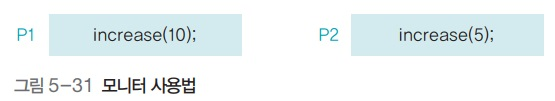 P1 increase(10); P2 increase(5);
그림 5-31 모니터 사용법